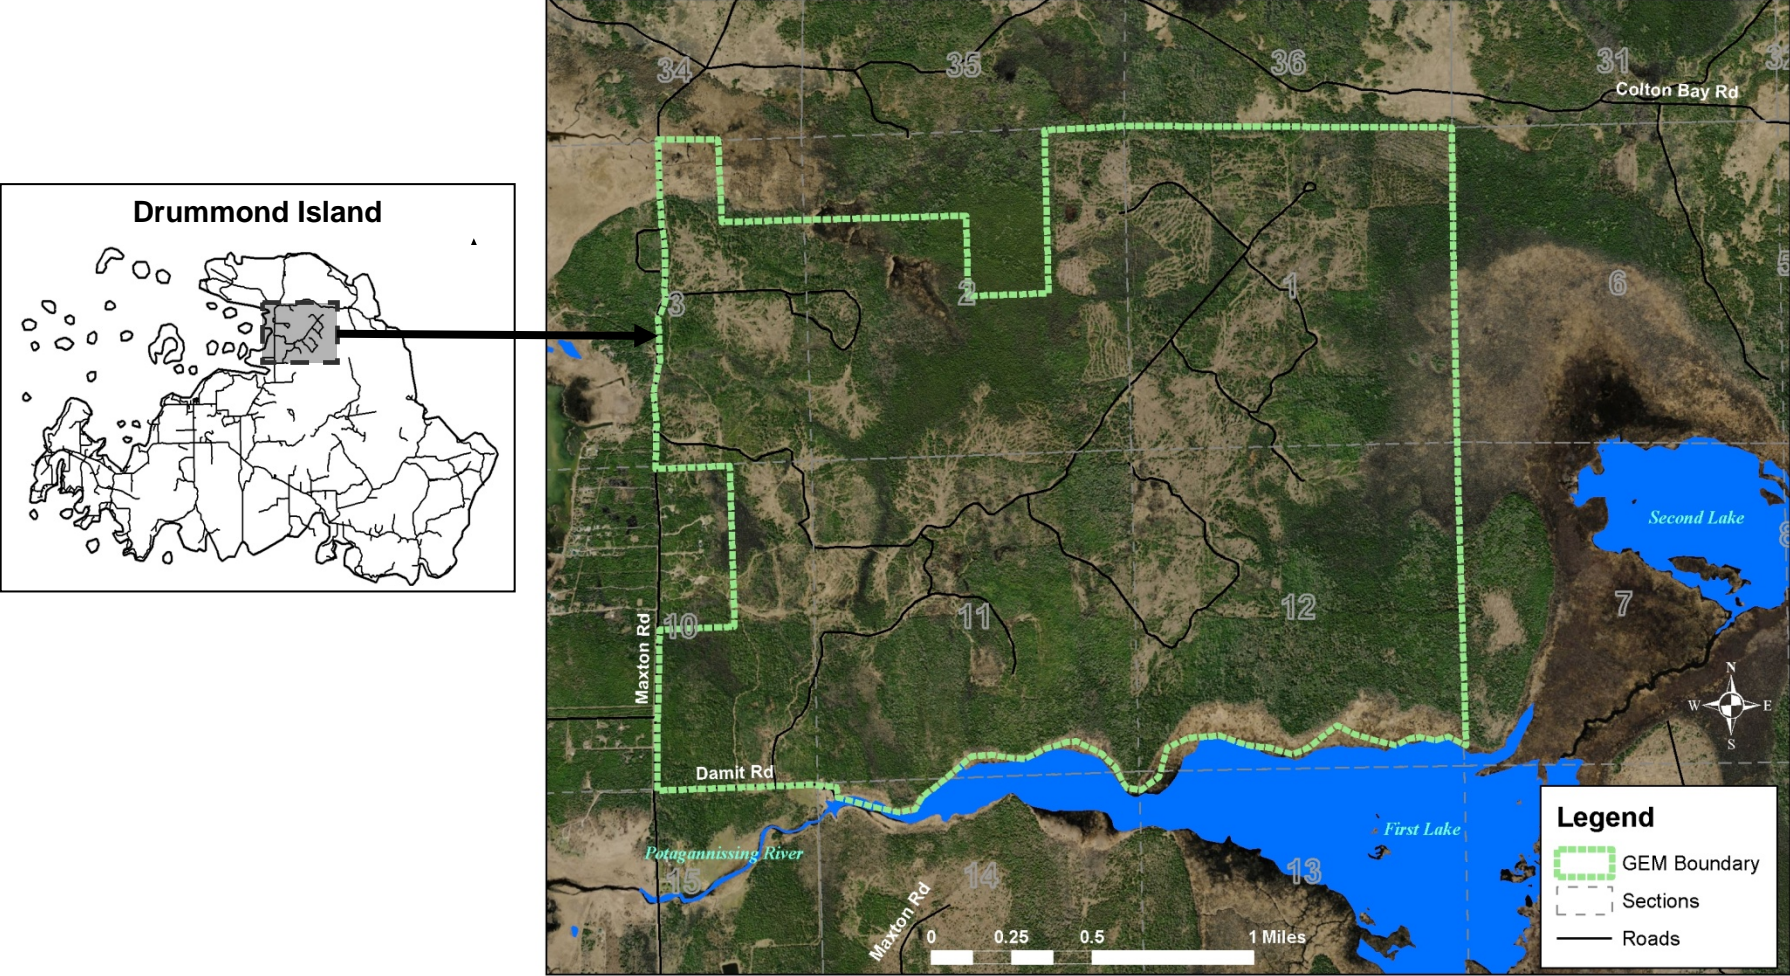 Drummond Island
34
35
36
31
Colton Bay Rd
3
2
1
6
5
Second Lake
10
11
12
7
Maxton Rd
Damit Rd
Potagannissing River
First Lake
15
14
13
Maxton Rd
0 0.25 0.5 1 Miles
N
W E
S
Legend
GEM Boundary
Sections
Roads